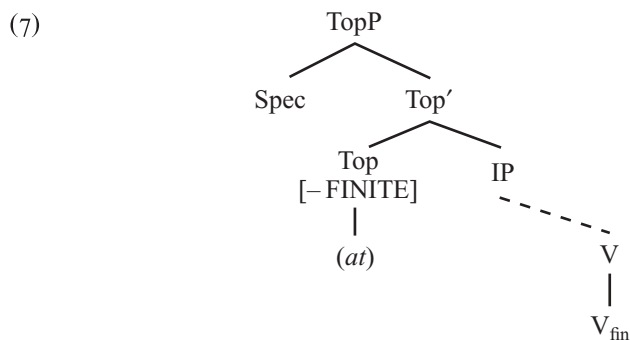 (7)
TopP
Spec Top′
Top IP
[– FINITE]
(at) V
V_fin